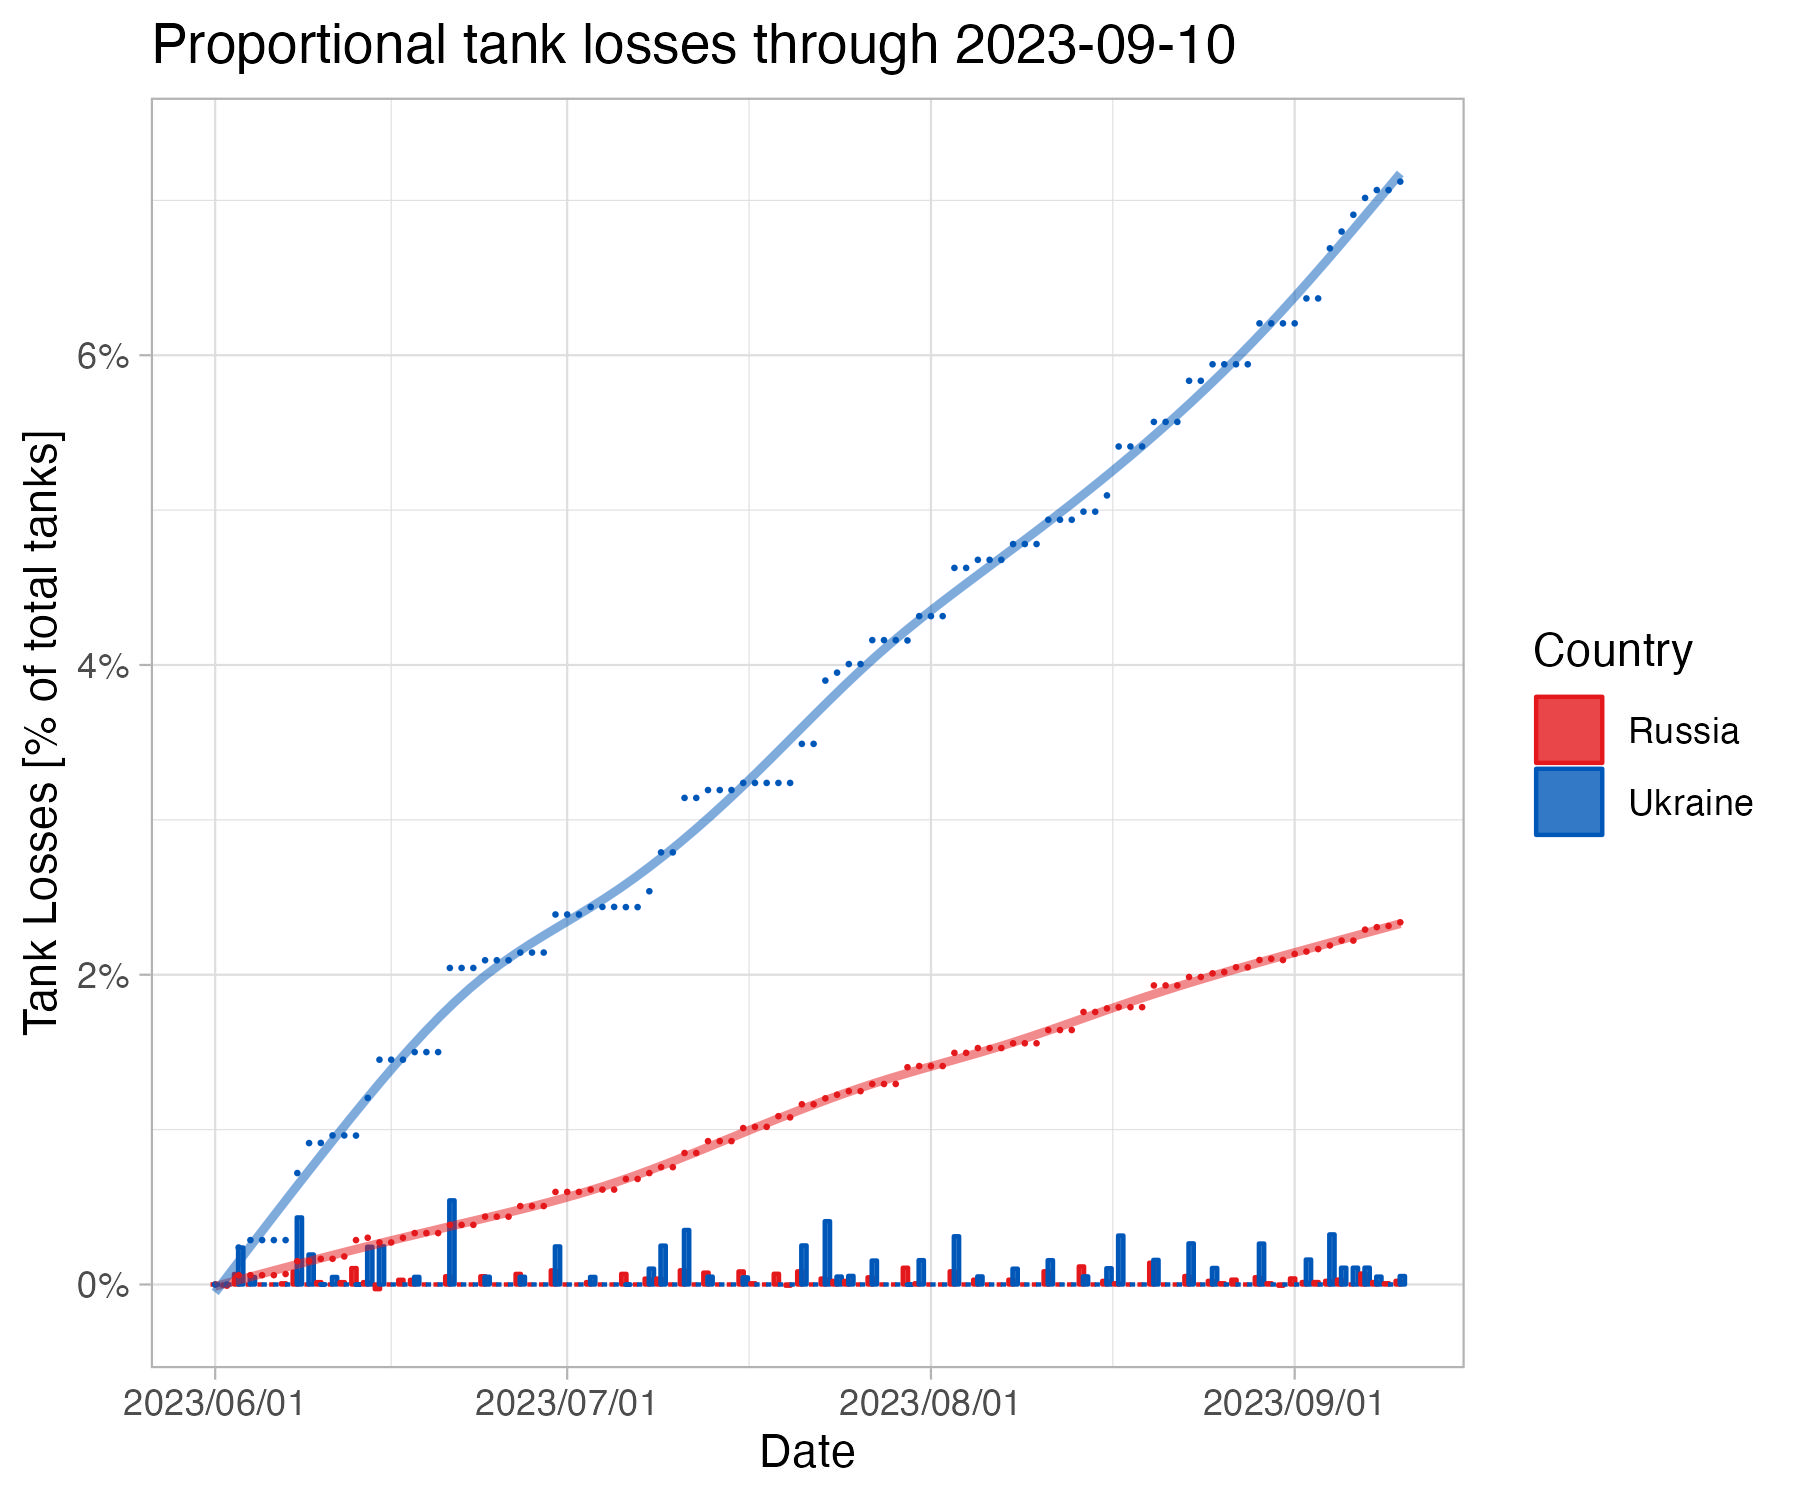 Proportional tank losses through 2023-09-10
Tank Losses [% of total tanks]
6%
4%
2%
0%
2023/06/01
2023/07/01
2023/08/01
2023/09/01
Date
Country
Russia
Ukraine